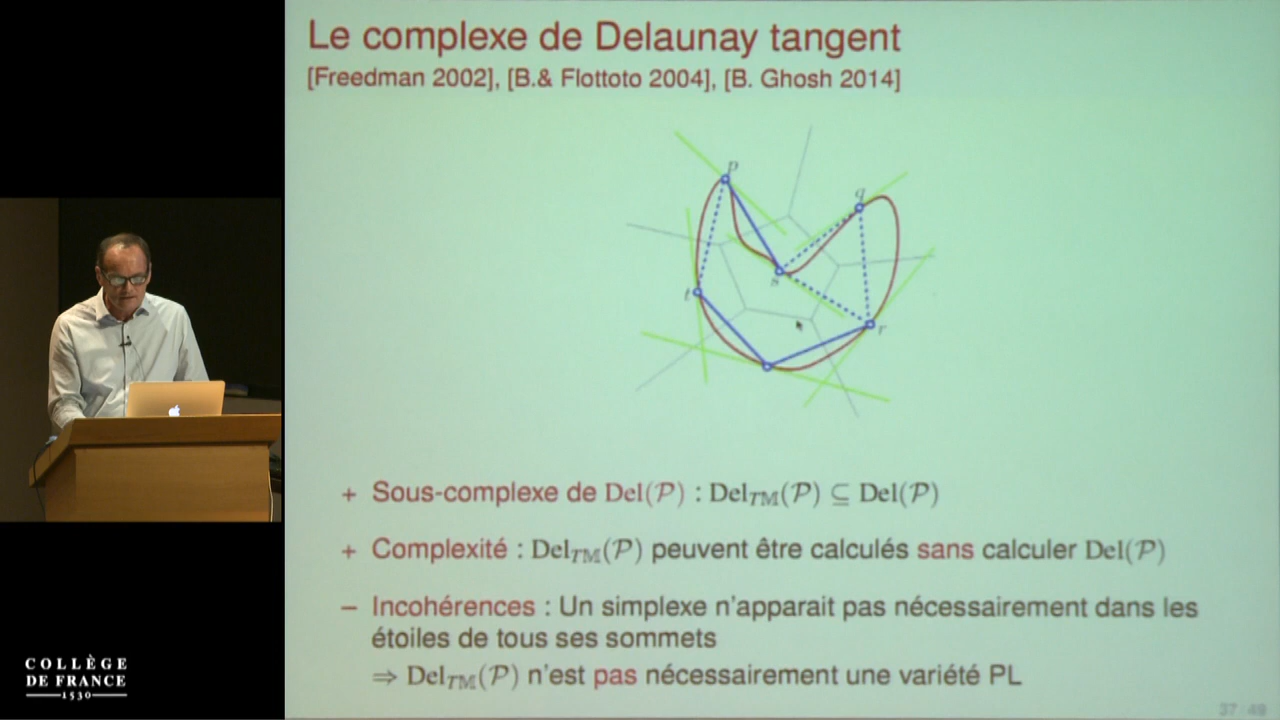 Le complexe de Delaunay tangent
[Freedman 2002], [B.& Flottoto 2004], [B. Ghosh 2014]
p
q
s
t
r
+ Sous-complexe de Del(𝒫) : Del_{TM}(𝒫) ⊆ Del(𝒫)
+ Complexité : Del_{TM}(𝒫) peuvent être calculés sans calculer Del(𝒫)
− Incohérences : Un simplexe n'apparait pas nécessairement dans les
étoiles de tous ses sommets
⇒ Del_{TM}(𝒫) n'est pas nécessairement une variété PL
37 / 49
COLLÈGE
DE FRANCE
1530